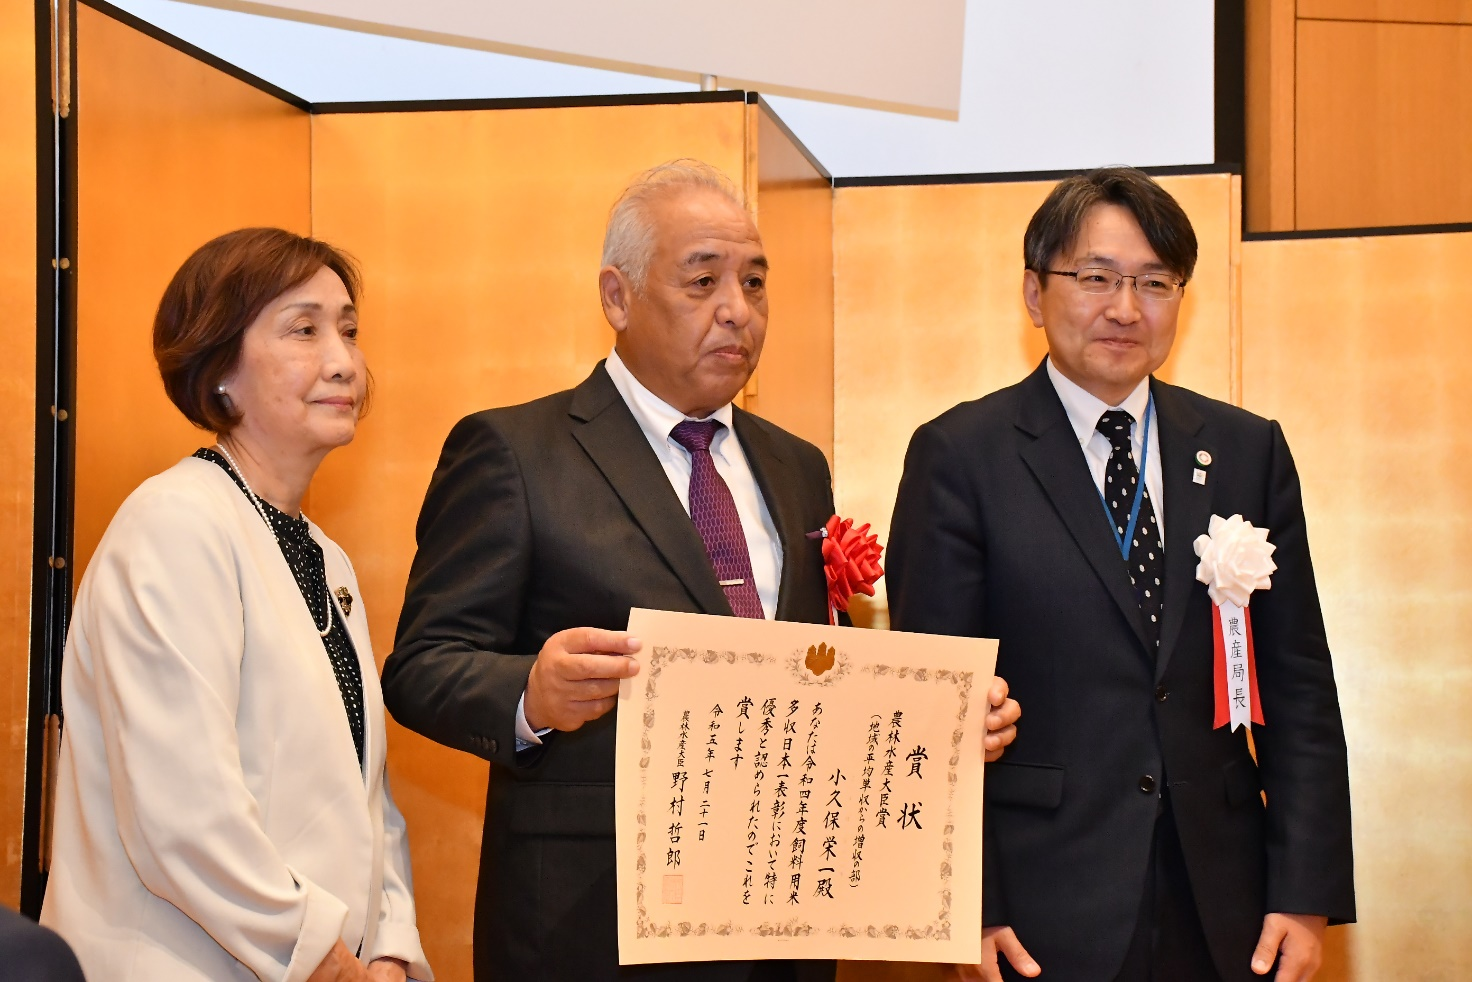 賞状
農林水産大臣賞
(地域の平均単収からの増収の部)
小久保栄一殿
あなたは令和四年度飼料用米
多収日本一表彰において特に
優秀と認められたのでこれを
賞します
令和五年七月二十一日
農林水産大臣 野村哲郎
農産局長